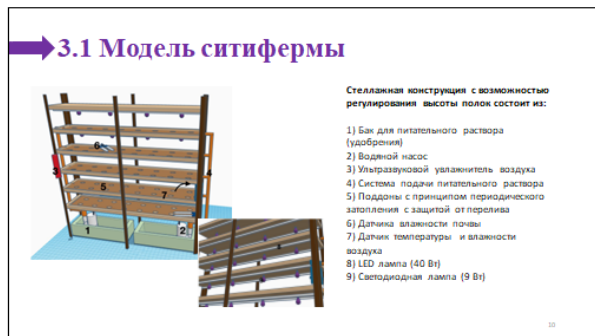 3.1 Модель ситифермы
Стеллажная конструкция с возможностью
регулирования высоты полок состоит из:
1) Бак для питательного раствора
(удобрения)
2) Водяной насос
3) Ультразвуковой увлажнитель воздуха
4) Система подачи питательного раствора
5) Поддоны с принципом периодического
затопления с защитой от перелива
6) Датчика влажности почвы
7) Датчик температуры и влажности
воздуха
8) LED лампа (40 Вт)
9) Светодиодная лампа (9 Вт)
6
3
4
5
7
1
2